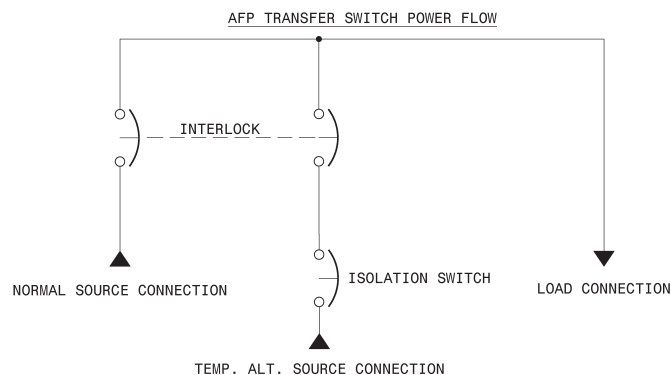 AFP TRANSFER SWITCH POWER FLOW
INTERLOCK
ISOLATION SWITCH
NORMAL SOURCE CONNECTION
LOAD CONNECTION
TEMP. ALT. SOURCE CONNECTION